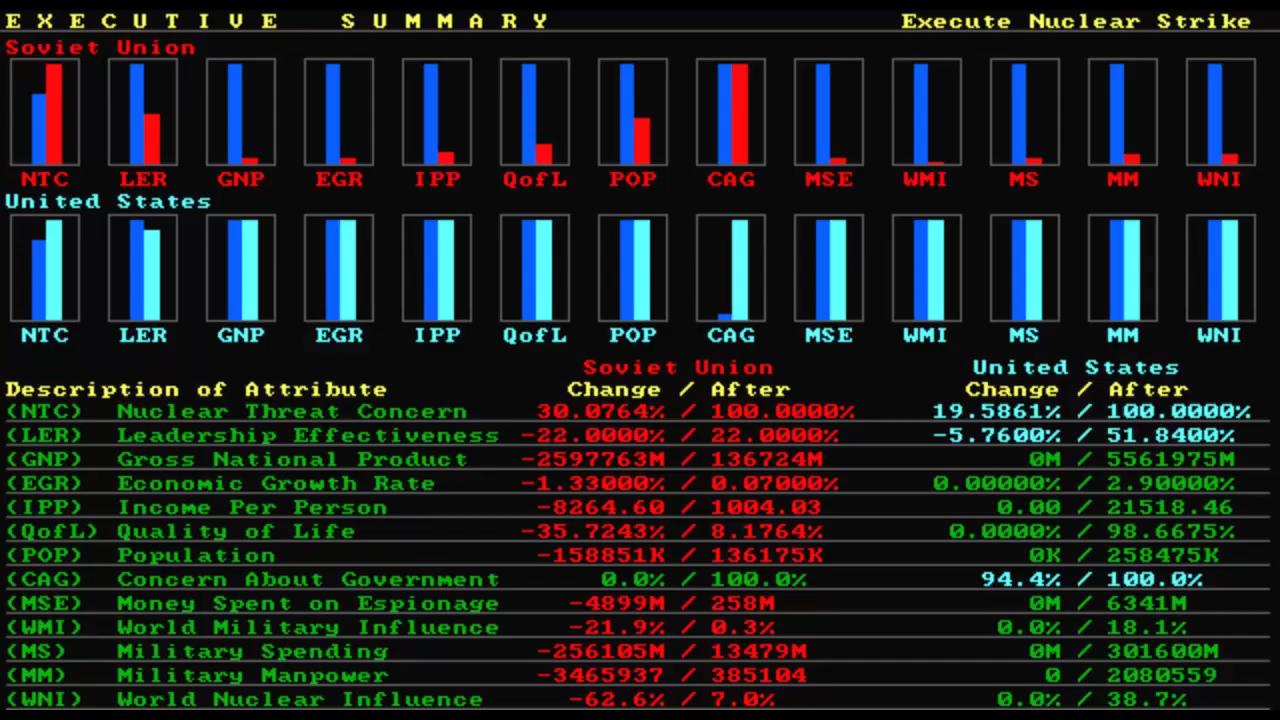 EXECUTIVE SUMMARY Execute Nuclear Strike
Soviet Union
NTC LER GNP EGR IPP QofL POP CAG MSE WMI MS MM WNI
United States
NTC LER GNP EGR IPP QofL POP CAG MSE WMI MS MM WNI
Soviet Union United States
Description of Attribute Change / After Change / After
(NTC) Nuclear Threat Concern 30.0764% / 100.0000% 19.5861% / 100.0000%
(LER) Leadership Effectiveness -22.0000% / 22.0000% -5.7600% / 51.8400%
(GNP) Gross National Product -2597763M / 136724M 0M / 5561975M
(EGR) Economic Growth Rate -1.33000% / 0.07000% 0.00000% / 2.90000%
(IPP) Income Per Person -8264.60 / 1004.03 0.00 / 21518.46
(QofL) Quality of Life -35.7243% / 8.1764% 0.0000% / 98.6675%
(POP) Population -158851K / 136175K 0K / 258475K
(CAG) Concern About Government 0.0% / 100.0% 94.4% / 100.0%
(MSE) Money Spent on Espionage -4899M / 258M 0M / 6341M
(WMI) World Military Influence -21.9% / 0.3% 0.0% / 18.1%
(MS) Military Spending -256105M / 13479M 0M / 301600M
(MM) Military Manpower -3465937 / 385104 0 / 2080559
(WNI) World Nuclear Influence -62.6% / 7.0% 0.0% / 38.7%